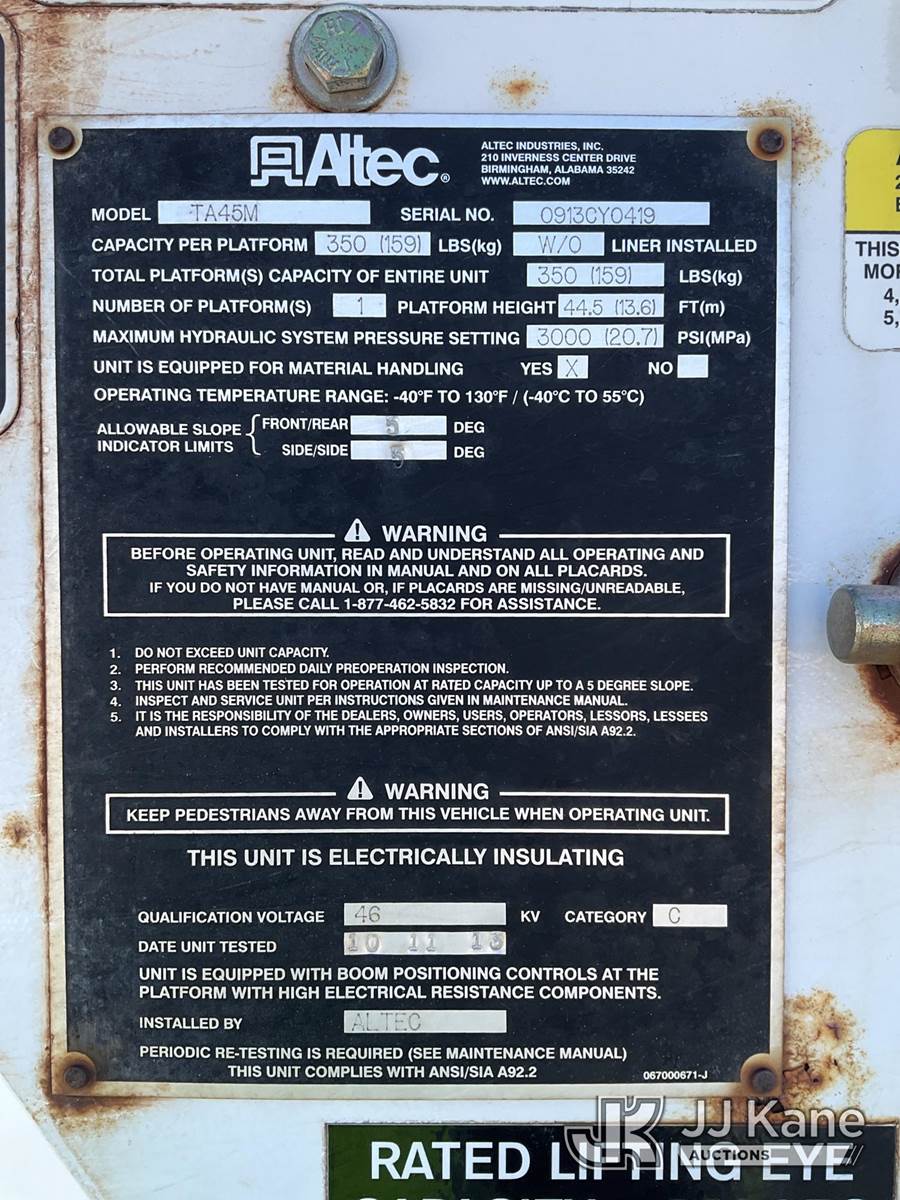 Altec®
ALTEC INDUSTRIES, INC.
210 INVERNESS CENTER DRIVE
BIRMINGHAM, ALABAMA 35242
WWW.ALTEC.COM
MODEL TA45M SERIAL NO. 0913CY0419
CAPACITY PER PLATFORM 350 (159) LBS(kg) W/O LINER INSTALLED
TOTAL PLATFORM(S) CAPACITY OF ENTIRE UNIT 350 (159) LBS(kg)
NUMBER OF PLATFORM(S) 1 PLATFORM HEIGHT 44.5 (13.6) FT(m)
MAXIMUM HYDRAULIC SYSTEM PRESSURE SETTING 3000 (20.7) PSI(MPa)
UNIT IS EQUIPPED FOR MATERIAL HANDLING YES X NO
OPERATING TEMPERATURE RANGE: -40°F TO 130°F / (-40°C TO 55°C)
ALLOWABLE SLOPE INDICATOR LIMITS
FRONT/REAR 5 DEG
SIDE/SIDE 5 DEG
WARNING
BEFORE OPERATING UNIT, READ AND UNDERSTAND ALL OPERATING AND
SAFETY INFORMATION IN MANUAL AND ON ALL PLACARDS.
IF YOU DO NOT HAVE MANUAL OR, IF PLACARDS ARE MISSING/UNREADABLE,
PLEASE CALL 1-877-462-5832 FOR ASSISTANCE.
1. DO NOT EXCEED UNIT CAPACITY.
2. PERFORM RECOMMENDED DAILY PREOPERATION INSPECTION.
3. THIS UNIT HAS BEEN TESTED FOR OPERATION AT RATED CAPACITY UP TO A 5 DEGREE SLOPE.
4. INSPECT AND SERVICE UNIT PER INSTRUCTIONS GIVEN IN MAINTENANCE MANUAL.
5. IT IS THE RESPONSIBILITY OF THE DEALERS, OWNERS, USERS, OPERATORS, LESSORS, LESSEES
AND INSTALLERS TO COMPLY WITH THE APPROPRIATE SECTIONS OF ANSI/SIA A92.2.
WARNING
KEEP PEDESTRIANS AWAY FROM THIS VEHICLE WHEN OPERATING UNIT.
THIS UNIT IS ELECTRICALLY INSULATING
QUALIFICATION VOLTAGE 46 KV CATEGORY C
DATE UNIT TESTED 10 11 13
UNIT IS EQUIPPED WITH BOOM POSITIONING CONTROLS AT THE
PLATFORM WITH HIGH ELECTRICAL RESISTANCE COMPONENTS.
INSTALLED BY ALTEC
PERIODIC RE-TESTING IS REQUIRED (SEE MAINTENANCE MANUAL)
THIS UNIT COMPLIES WITH ANSI/SIA A92.2 067000671-J
THIS
4,
5,
RATED LIFTING EYE
CAPACITY
JK JJ Kane
AUCTIONS